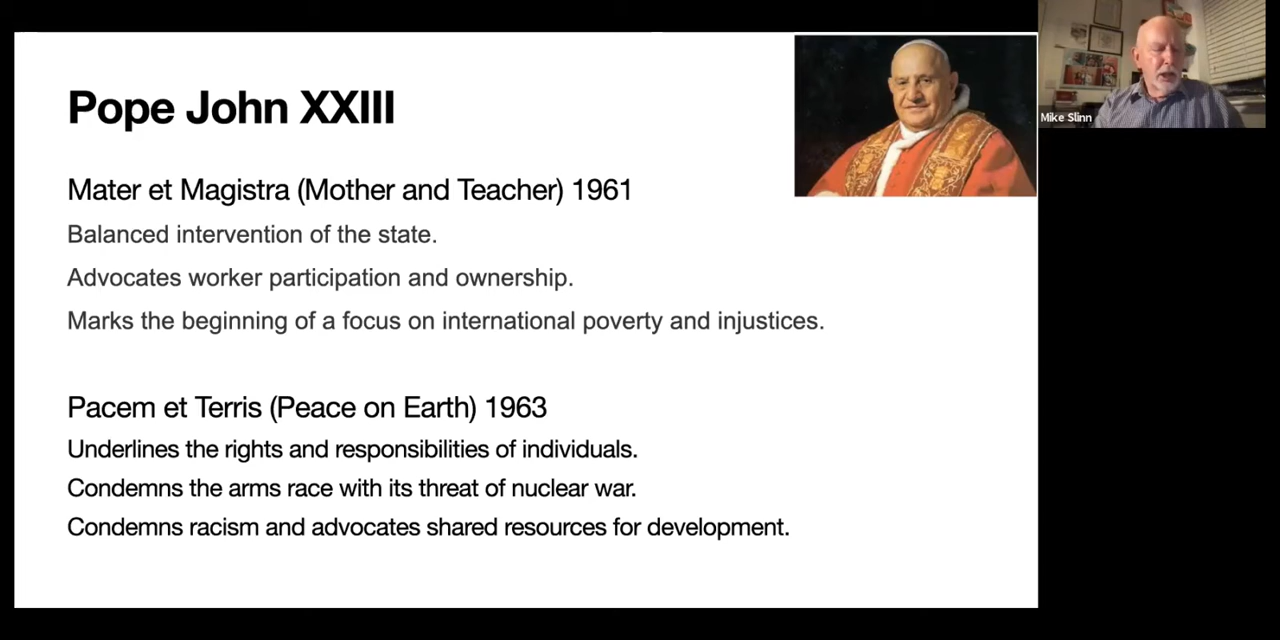 Pope John XXIII
Mater et Magistra (Mother and Teacher) 1961
Balanced intervention of the state.
Advocates worker participation and ownership.
Marks the beginning of a focus on international poverty and injustices.
Pacem et Terris (Peace on Earth) 1963
Underlines the rights and responsibilities of individuals.
Condemns the arms race with its threat of nuclear war.
Condemns racism and advocates shared resources for development.
Mike Slinn